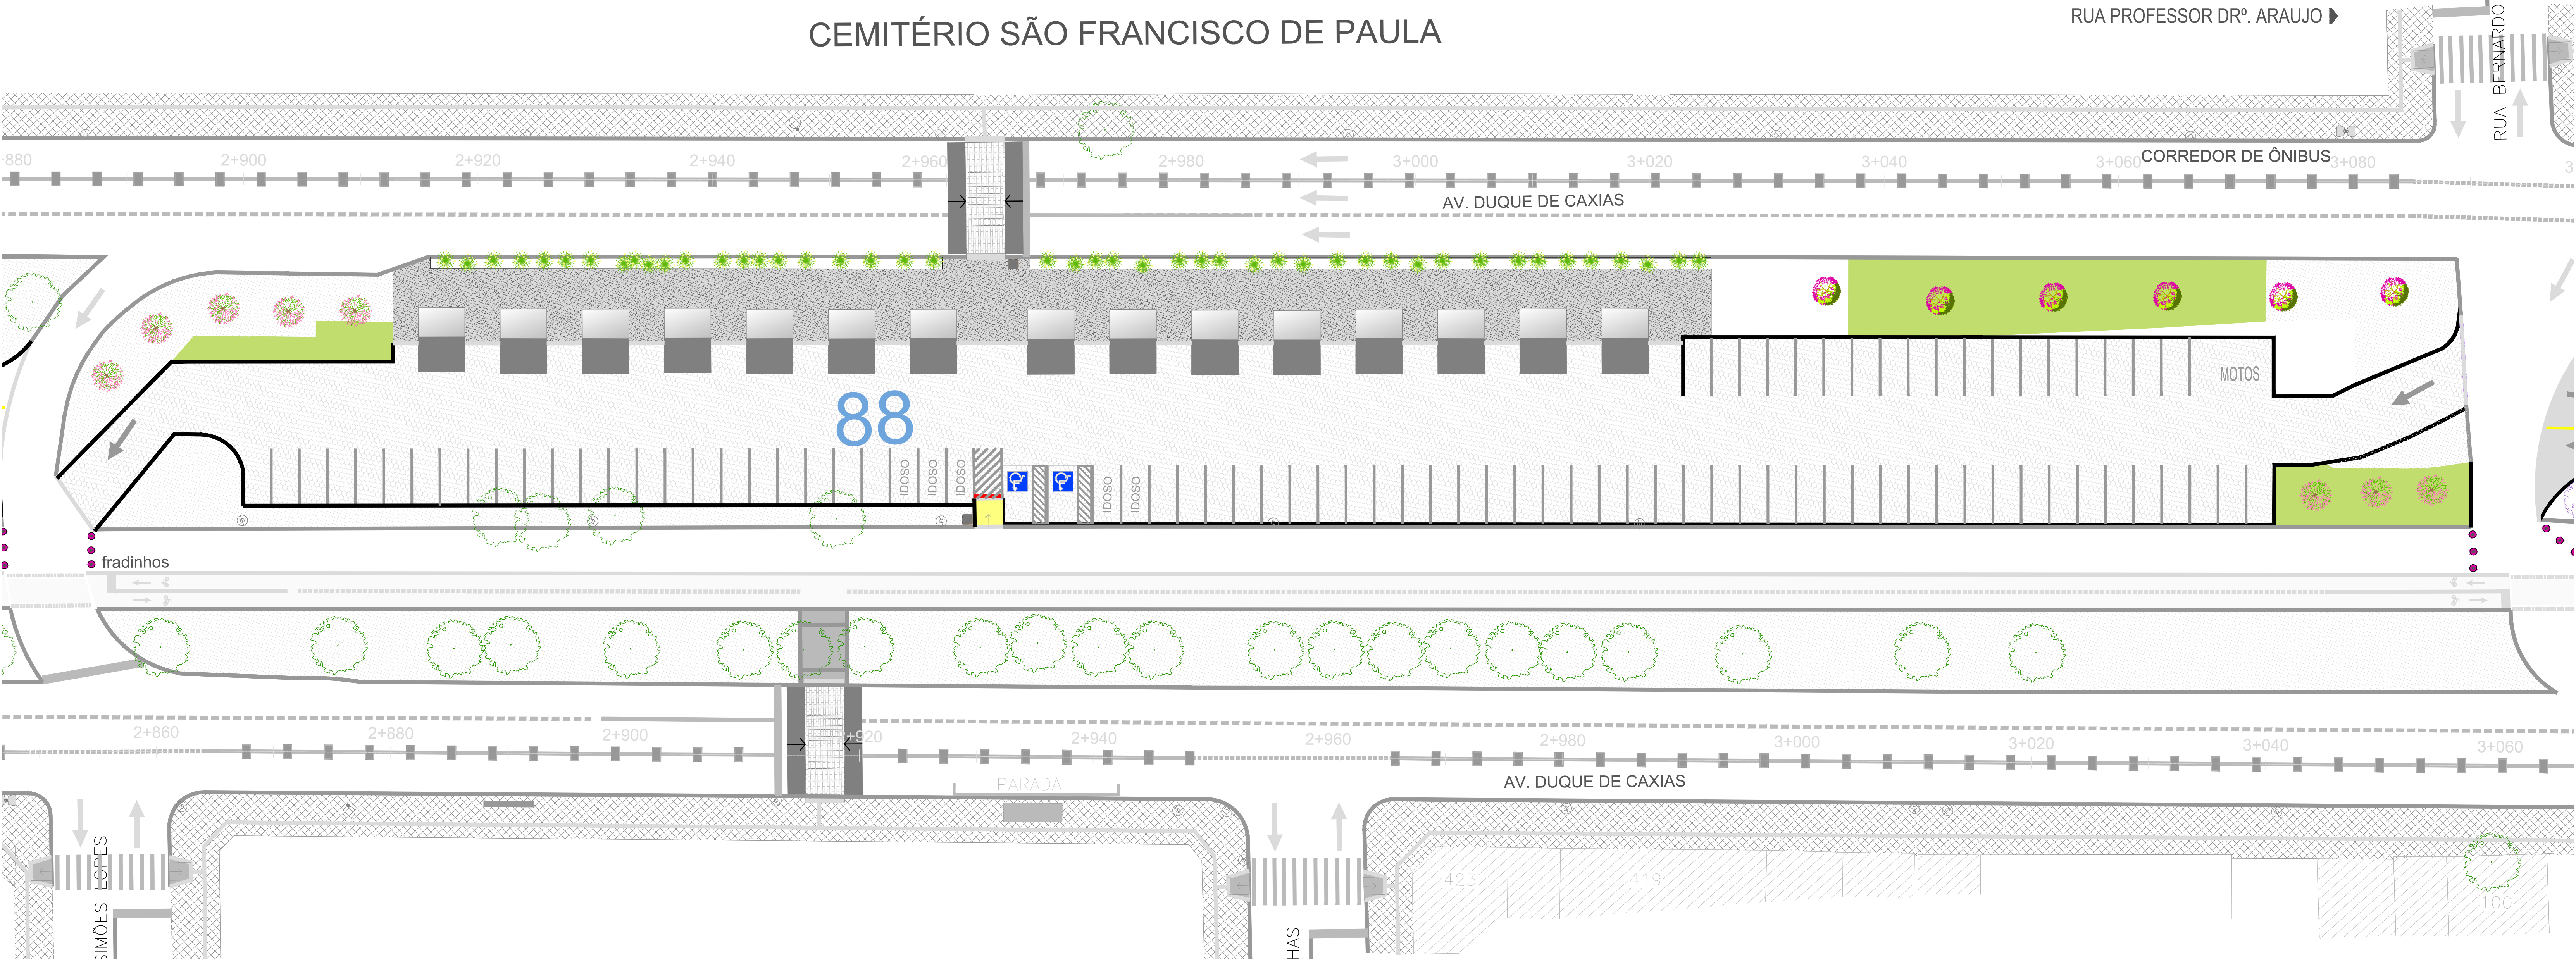 CEMITÉRIO SÃO FRANCISCO DE PAULA
RUA PROFESSOR DRº. ARAUJO
RUA BERNARDO
-880
2+900
2+920
2+940
2+960
2+980
3+000
3+020
3+040
3+060
CORREDOR DE ÔNIBUS
3+080
AV. DUQUE DE CAXIAS
MOTOS
88
IDOSO
IDOSO
IDOSO
IDOSO
IDOSO
fradinhos
2+860
2+880
2+900
+920
2+940
2+960
2+980
3+000
3+020
3+040
3+060
PARADA
AV. DUQUE DE CAXIAS
SIMÕES LOPES
HAS
423
419
100